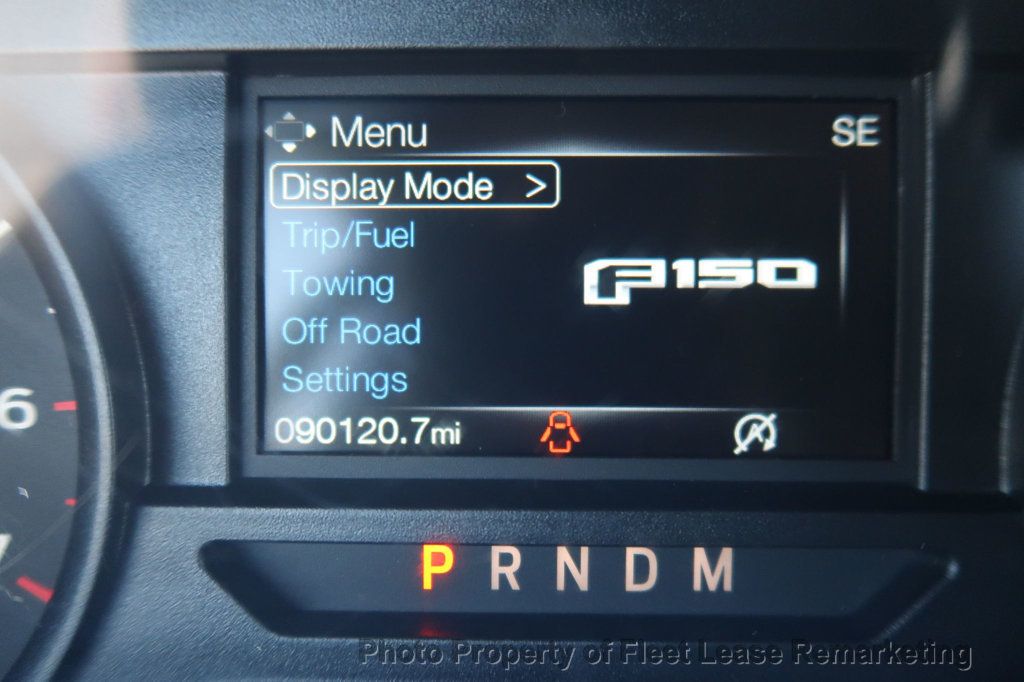 Menu SE
Display Mode >
Trip/Fuel
F150
Towing
Off Road
Settings
090120.7mi A
6
7
P R N D M
Photo Property of Fleet Lease Remarketing